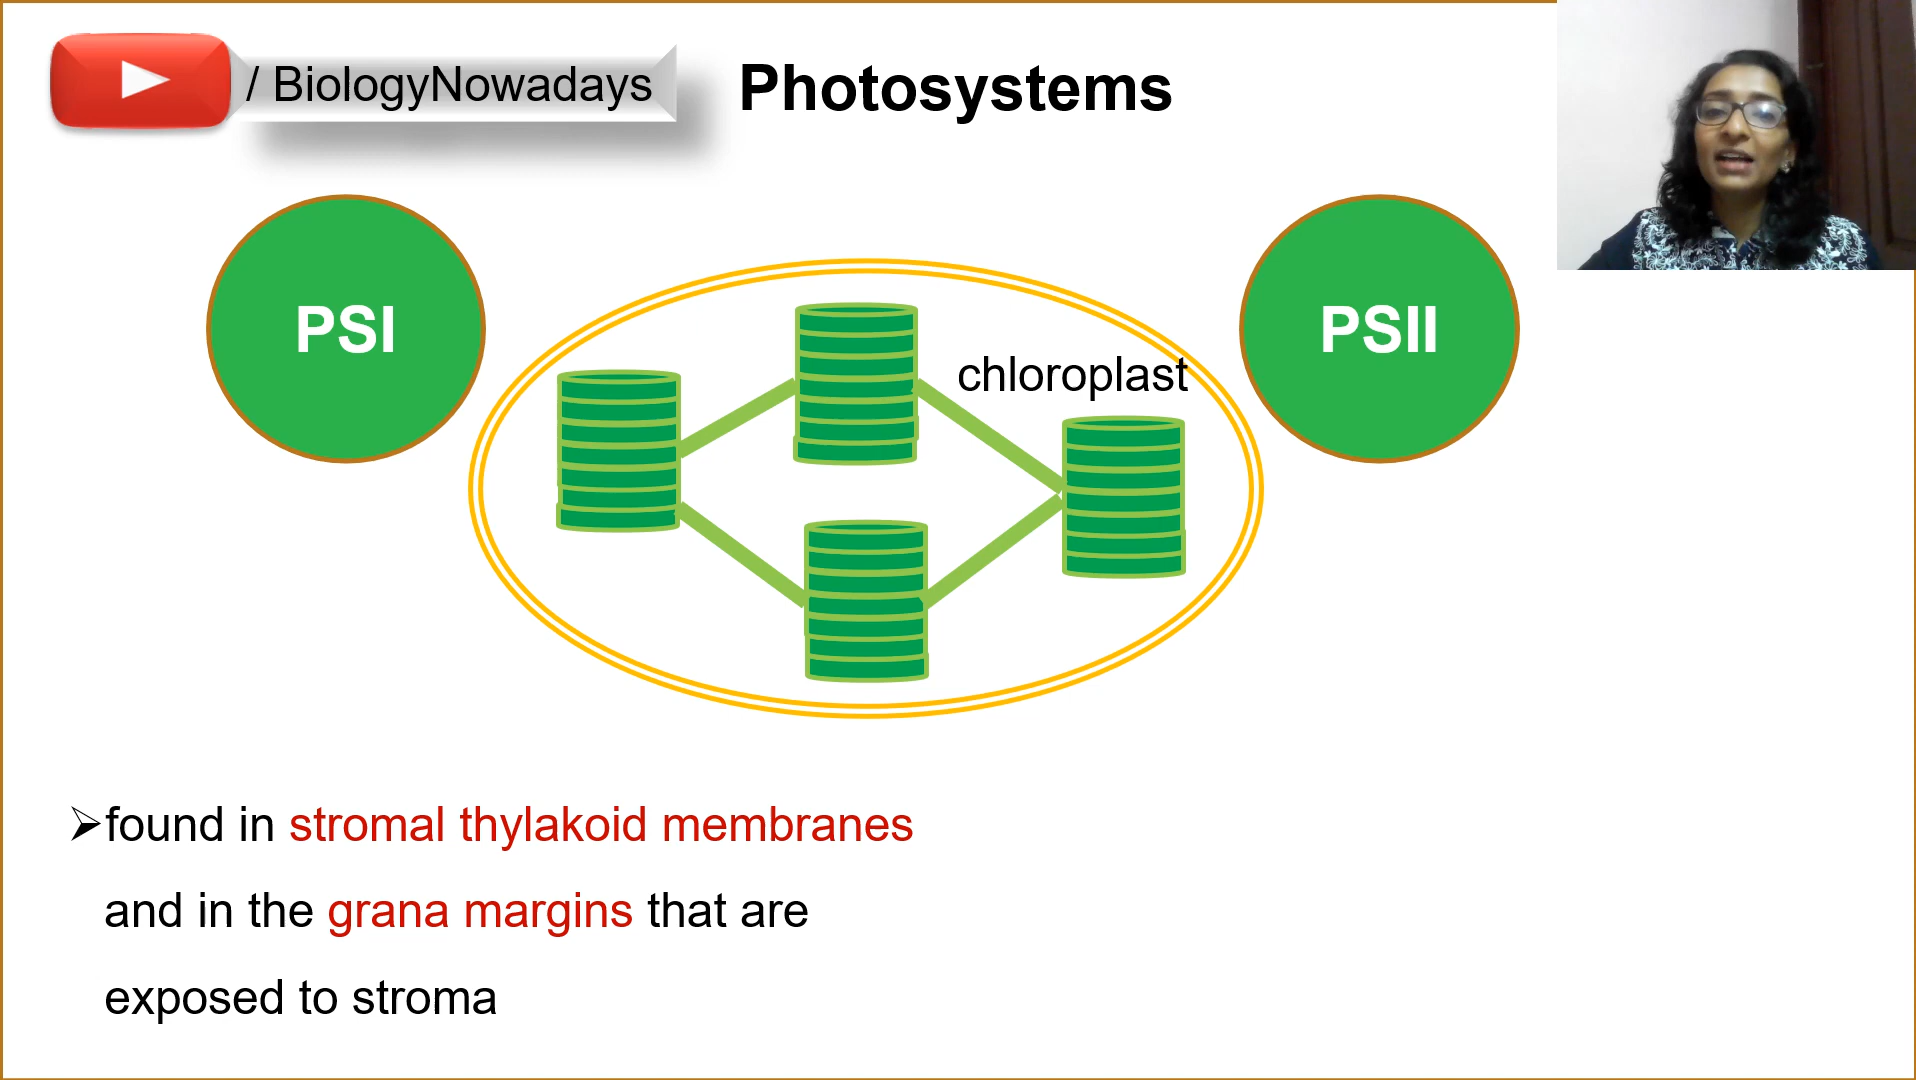 / BiologyNowadays
Photosystems
PSI
PSII
chloroplast
➢found in stromal thylakoid membranes
and in the grana margins that are
exposed to stroma